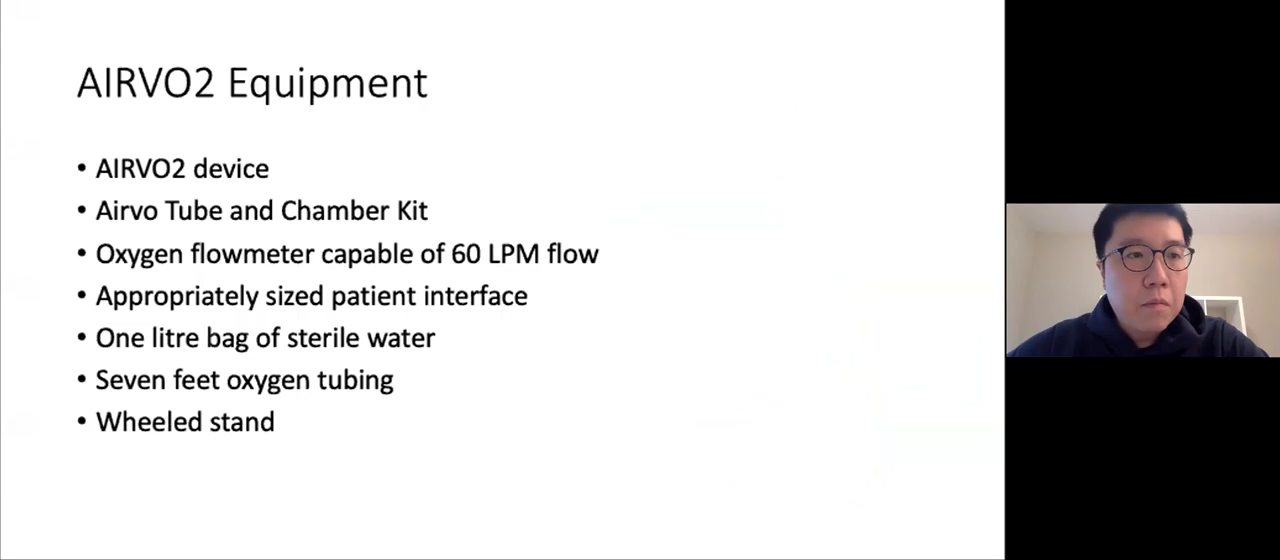 AIRVO2 Equipment
• AIRVO2 device
• Airvo Tube and Chamber Kit
• Oxygen flowmeter capable of 60 LPM flow
• Appropriately sized patient interface
• One litre bag of sterile water
• Seven feet oxygen tubing
• Wheeled stand